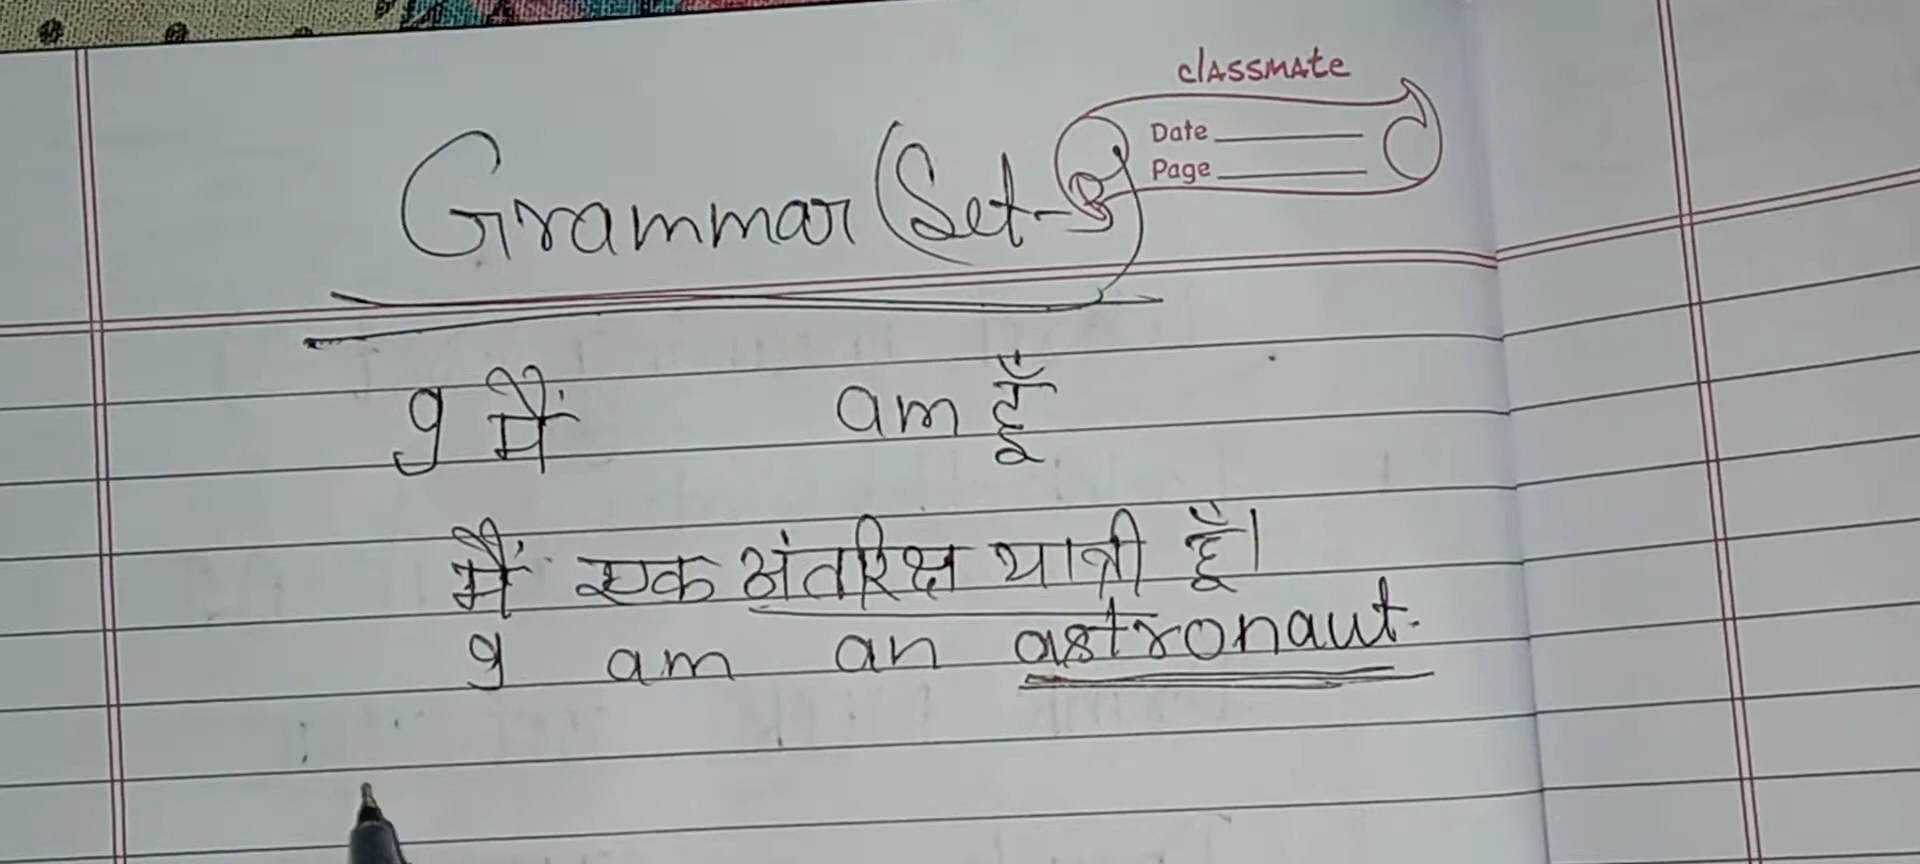 classmate
Date
Page
Grammar (Set-3)
I मैं am हूँ
मैं एक अंतरिक्ष यात्री हूँ।
I am an astronaut.